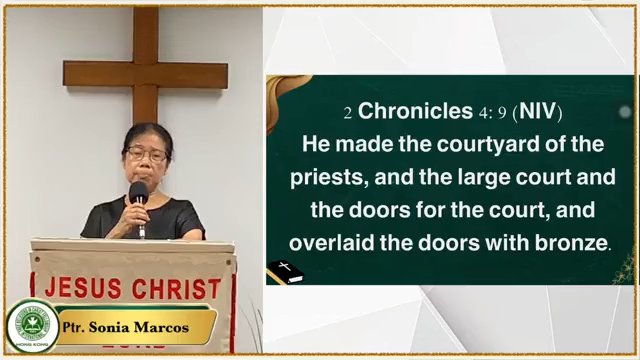 2 Chronicles 4: 9 (NIV)
He made the courtyard of the
priests, and the large court and
the doors for the court, and
overlaid the doors with bronze.
JESUS CHRIST
Ptr. Sonia Marcos
HONG KONG